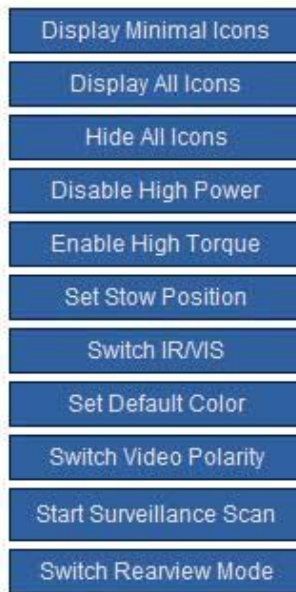 Display Minimal Icons
Display All Icons
Hide All Icons
Disable High Power
Enable High Torque
Set Stow Position
Switch IR/VIS
Set Default Color
Switch Video Polarity
Start Surveillance Scan
Switch Rearview Mode